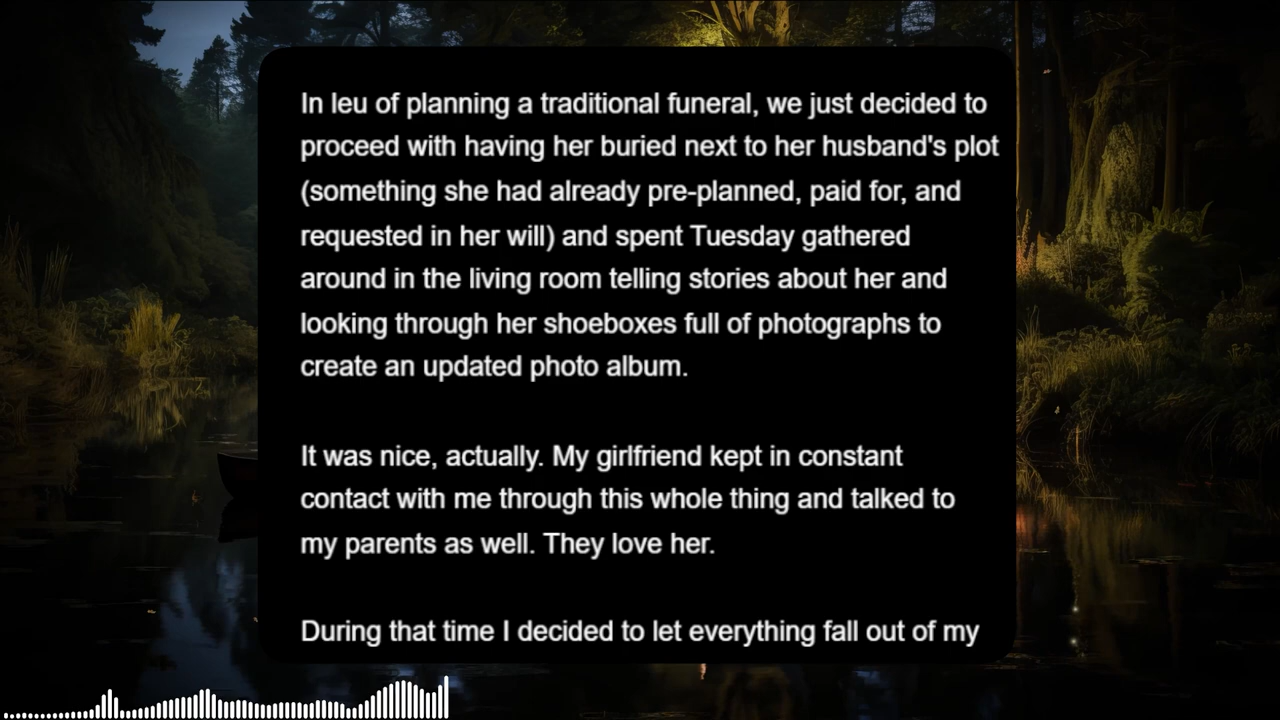 In leu of planning a traditional funeral, we just decided to
proceed with having her buried next to her husband's plot
(something she had already pre-planned, paid for, and
requested in her will) and spent Tuesday gathered
around in the living room telling stories about her and
looking through her shoeboxes full of photographs to
create an updated photo album.
It was nice, actually. My girlfriend kept in constant
contact with me through this whole thing and talked to
my parents as well. They love her.
During that time I decided to let everything fall out of my